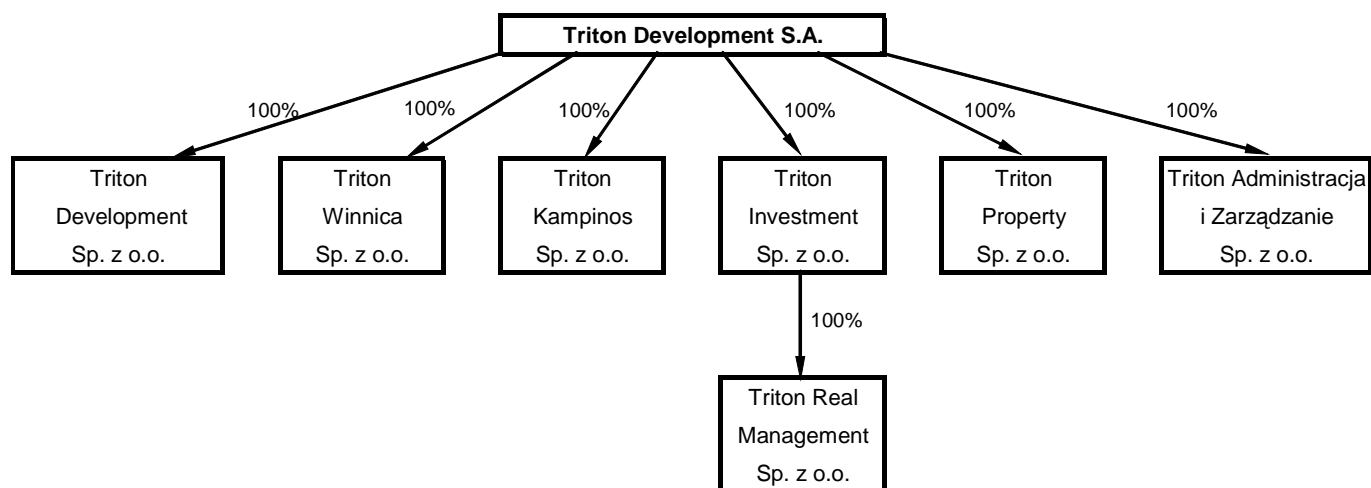 Triton Development S.A.
100%
100%
100%
100%
100%
100%
Triton
Development
Sp. z o.o.
Triton
Winnica
Sp. z o.o.
Triton
Kampinos
Sp. z o.o.
Triton
Investment
Sp. z o.o.
Triton
Property
Sp. z o.o.
Triton Administracja
i Zarządzanie
Sp. z o.o.
100%
Triton Real
Management
Sp. z o.o.